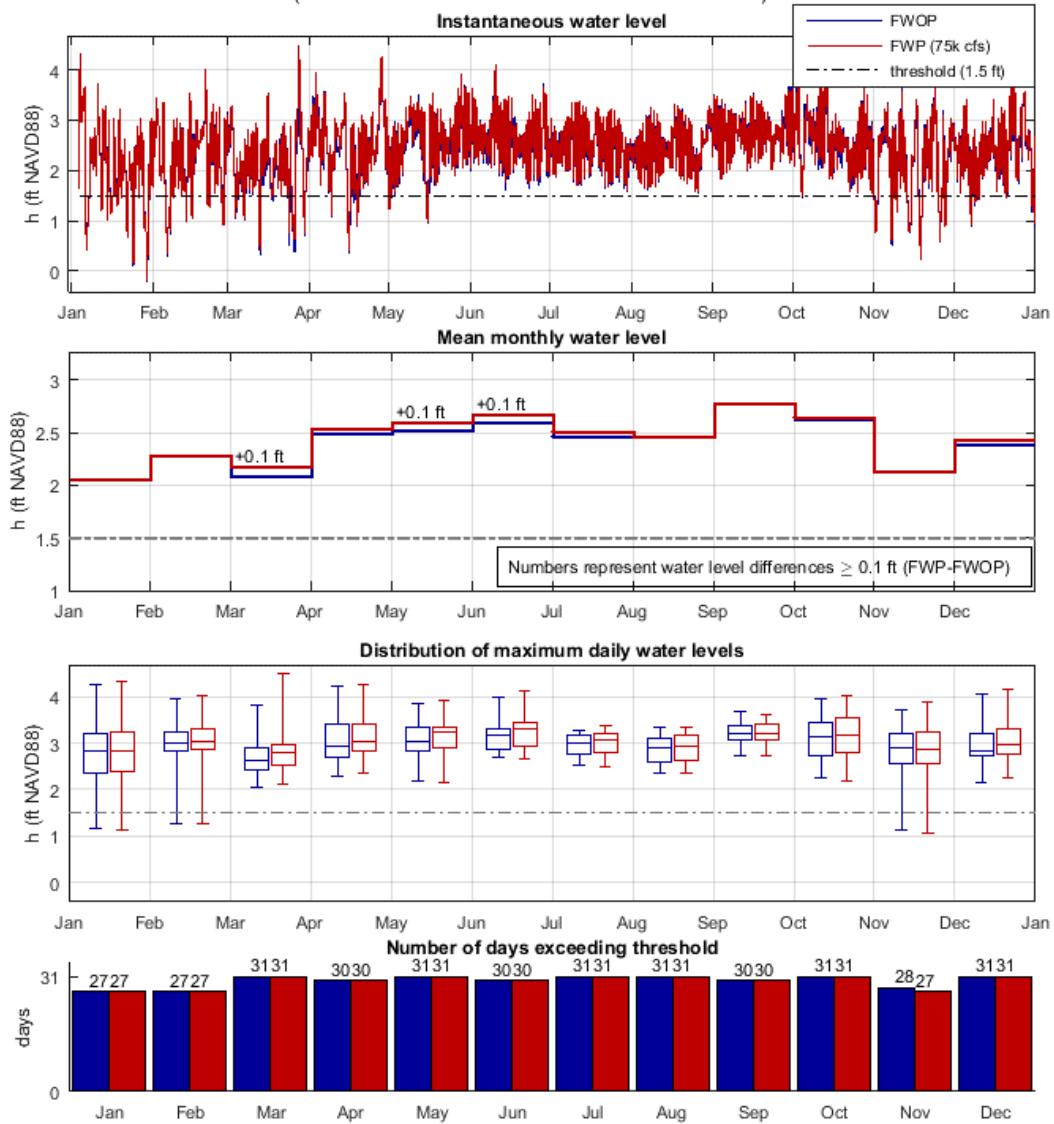 Instantaneous water level
FWOP
FWP (75k cfs)
threshold (1.5 ft)
h (ft NAVD88)
4
3
2
1
0
Jan Feb Mar Apr May Jun Jul Aug Sep Oct Nov Dec Jan
Mean monthly water level
h (ft NAVD88)
3
2.5
2
1.5
1
+0.1 ft
+0.1 ft
+0.1 ft
Numbers represent water level differences ≥ 0.1 ft (FWP-FWOP)
Jan Feb Mar Apr May Jun Jul Aug Sep Oct Nov Dec
Distribution of maximum daily water levels
h (ft NAVD88)
4
3
2
1
0
Jan Feb Mar Apr May Jun Jul Aug Sep Oct Nov Dec Jan
Number of days exceeding threshold
days
31
0
27 27 27 27 31 31 30 30 31 31 30 30 31 31 31 31 30 30 31 31 28 27 31 31
Jan Feb Mar Apr May Jun Jul Aug Sep Oct Nov Dec